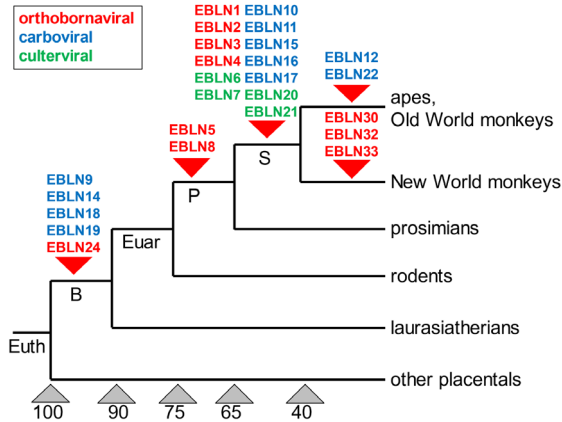 orthobornaviral
carboviral
culterviral
EBLN1 EBLN10
EBLN2 EBLN11
EBLN3 EBLN15
EBLN4 EBLN16
EBLN6 EBLN17
EBLN7 EBLN20
EBLN21
EBLN12
EBLN22
apes,
Old World monkeys
EBLN30
EBLN32
EBLN33
EBLN5
EBLN8
S
New World monkeys
P
EBLN9
EBLN14
EBLN18
EBLN19
EBLN24
Euar
prosimians
rodents
B
laurasiatherians
Euth
other placentals
100 90 75 65 40